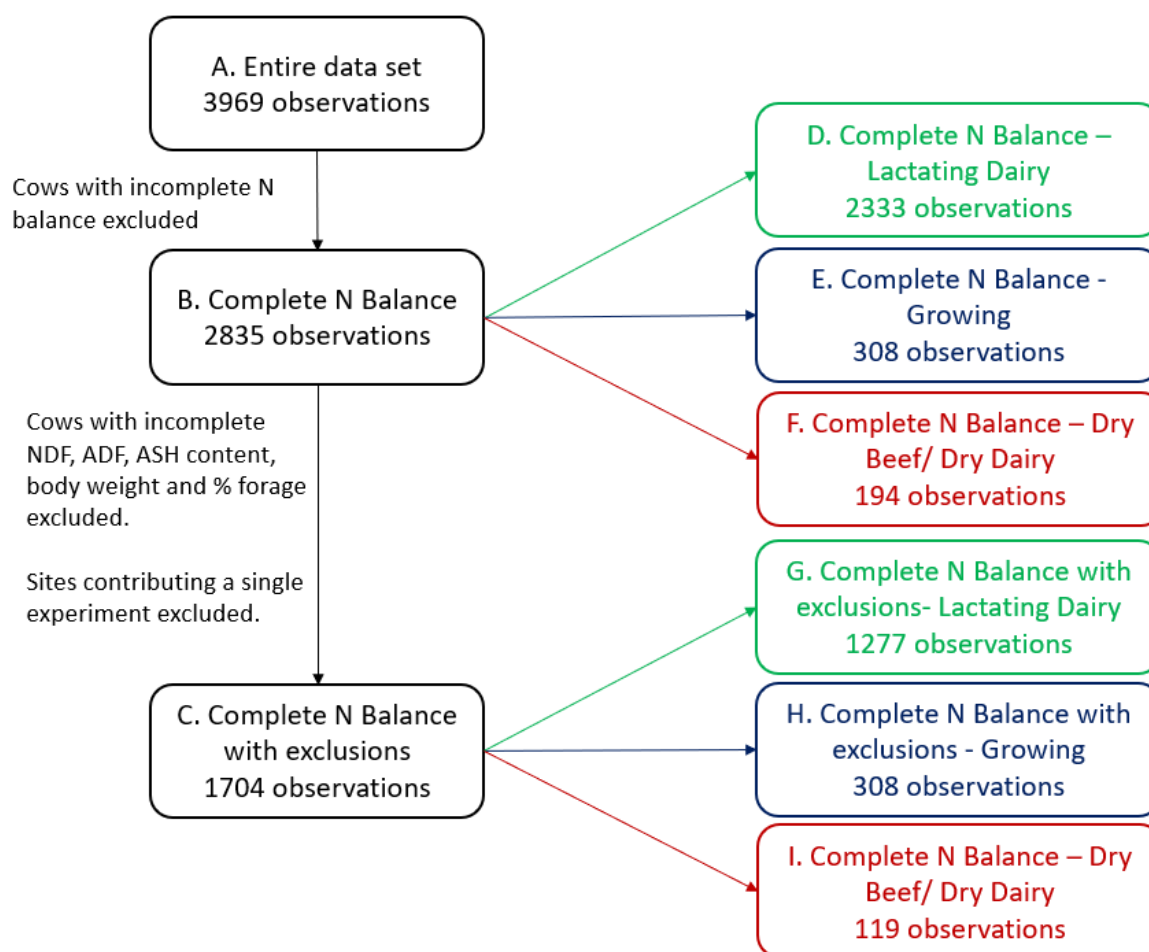 A. Entire data set
3969 observations
Cows with incomplete N
balance excluded
B. Complete N Balance
2835 observations
Cows with incomplete
NDF, ADF, ASH content,
body weight and % forage
excluded.
Sites contributing a single
experiment excluded.
C. Complete N Balance
with exclusions
1704 observations
D. Complete N Balance –
Lactating Dairy
2333 observations
E. Complete N Balance -
Growing
308 observations
F. Complete N Balance – Dry
Beef/ Dry Dairy
194 observations
G. Complete N Balance with
exclusions- Lactating Dairy
1277 observations
H. Complete N Balance with
exclusions - Growing
308 observations
I. Complete N Balance – Dry
Beef/ Dry Dairy
119 observations